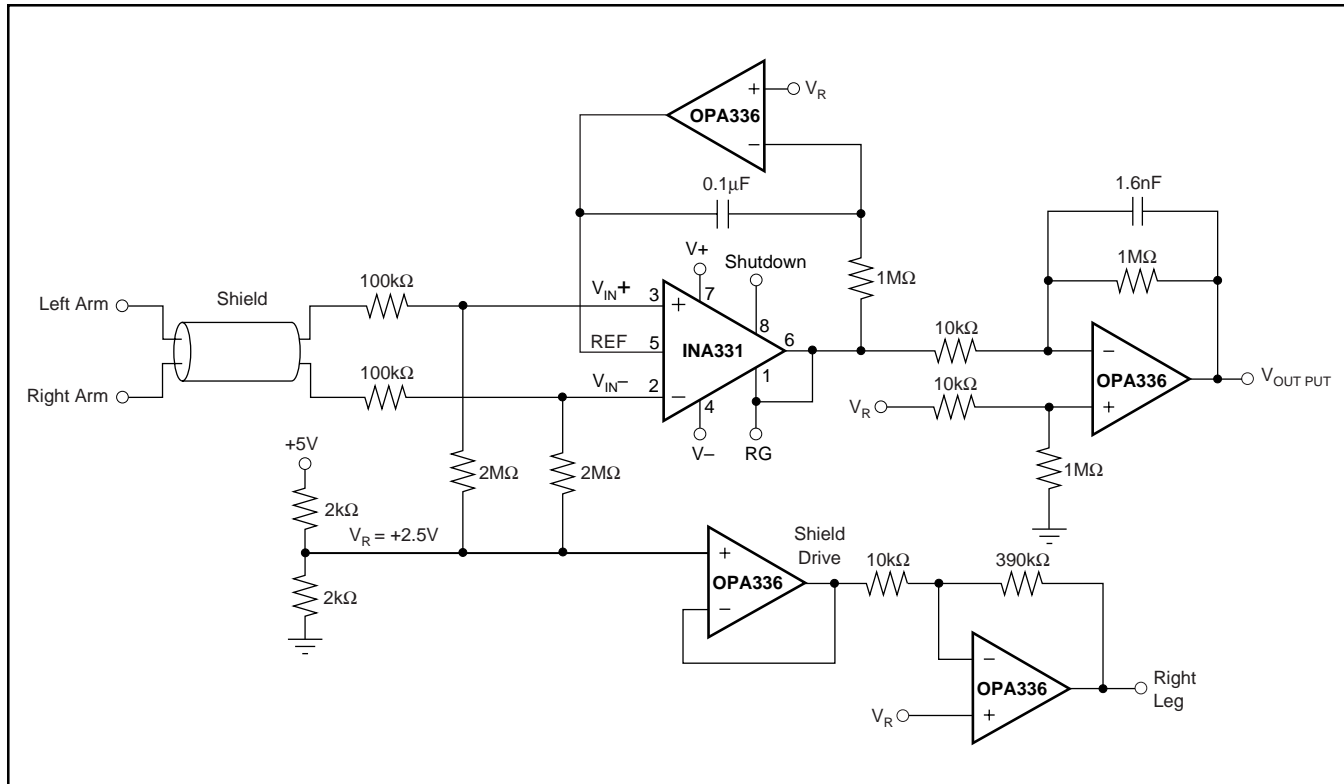 OPA336
+
−
V_R
0.1µF
1.6nF
V+
Shutdown
1MΩ
1MΩ
Left Arm
Shield
100kΩ
V_IN+
3
+
7
8
REF
5
INA331
6
10kΩ
−
Right Arm
100kΩ
V_IN−
2
−
4
1
V−
RG
10kΩ
V_R
+
OPA336
V_OUT PUT
+5V
2kΩ
2MΩ
2MΩ
1MΩ
V_R = +2.5V
2kΩ
+
OPA336
−
Shield
Drive
10kΩ
390kΩ
−
OPA336
+
V_R
Right
Leg